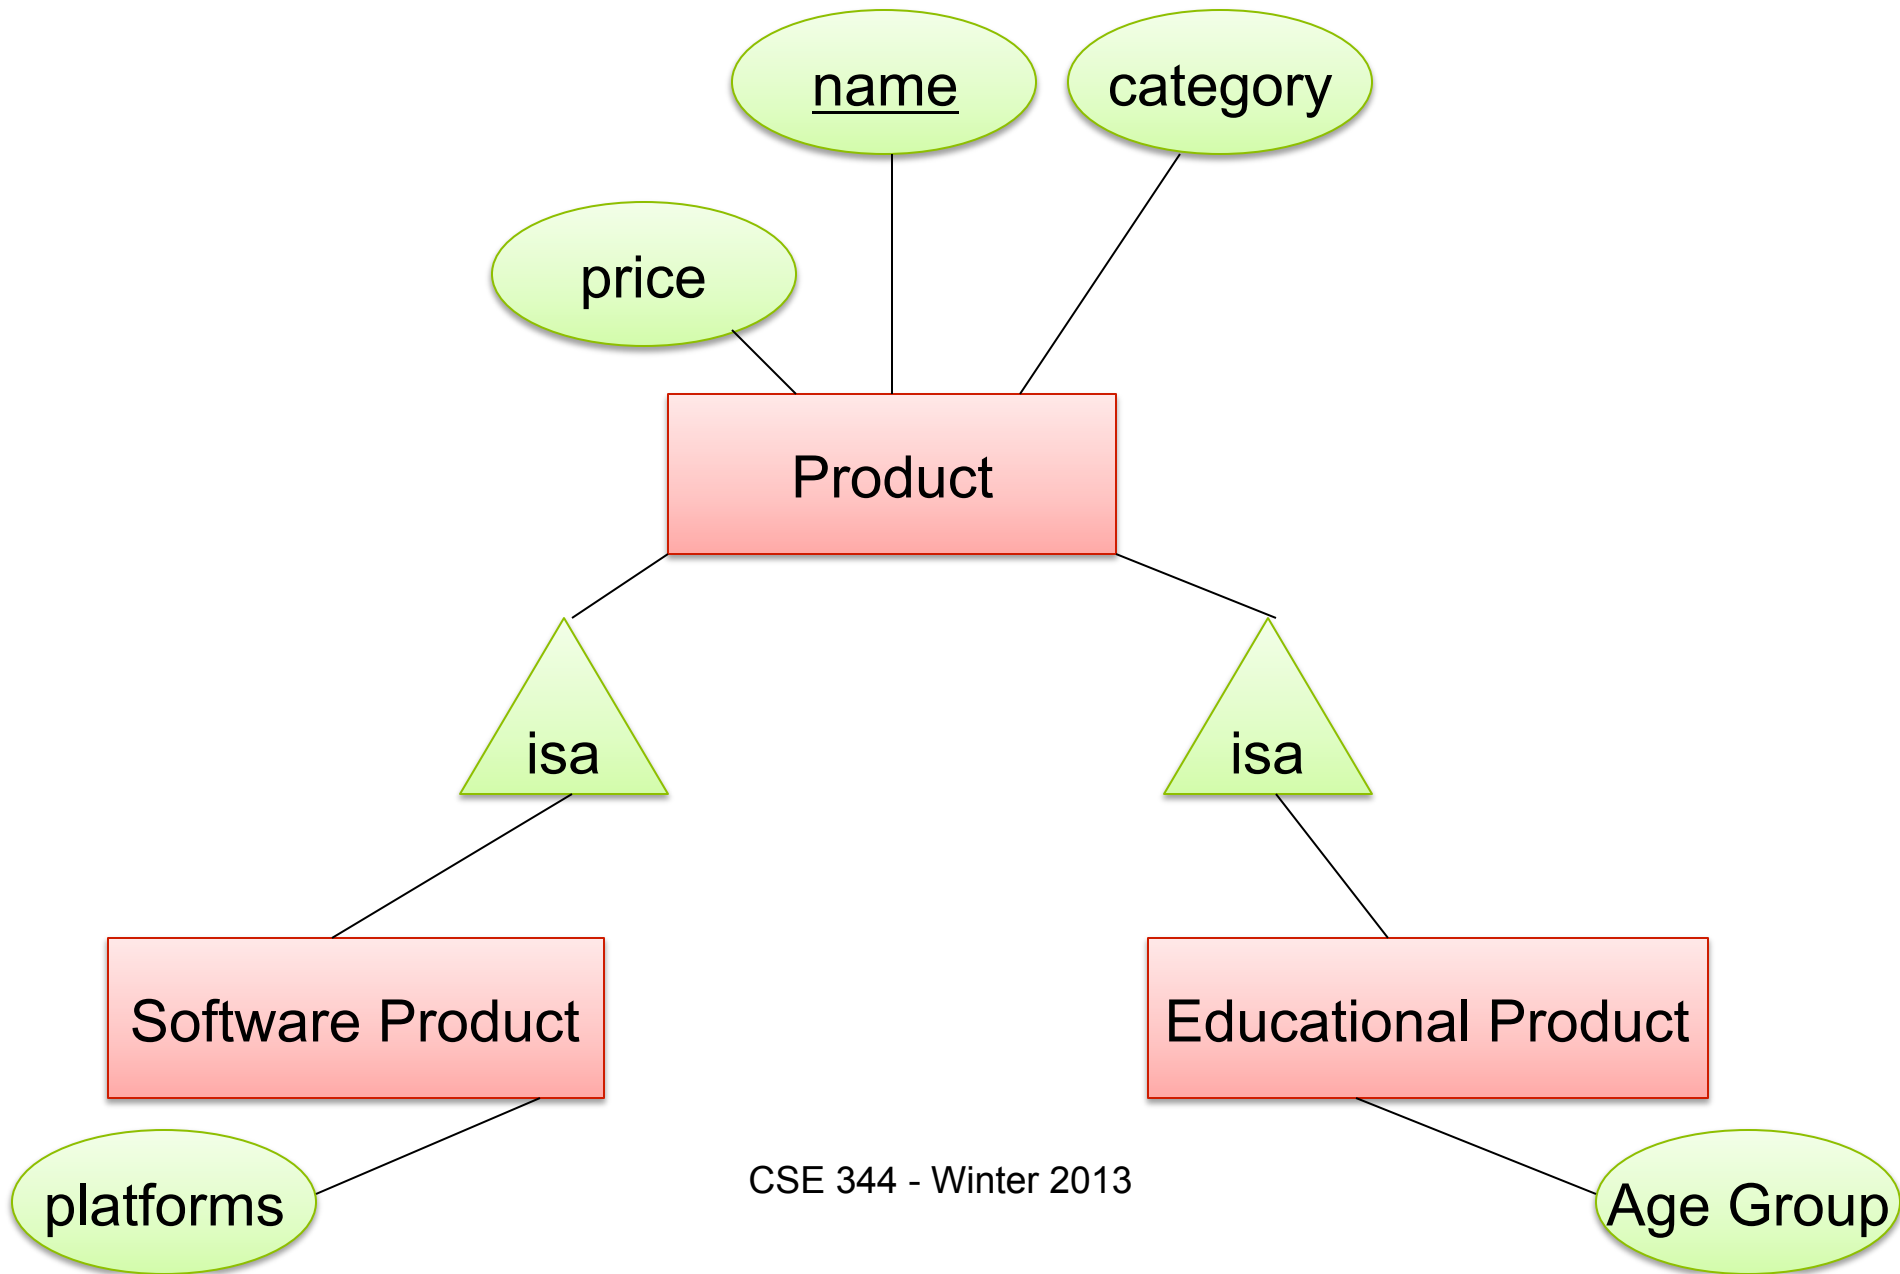 name
category
price
Product
isa
isa
Software Product
Educational Product
platforms
CSE 344 - Winter 2013
Age Group